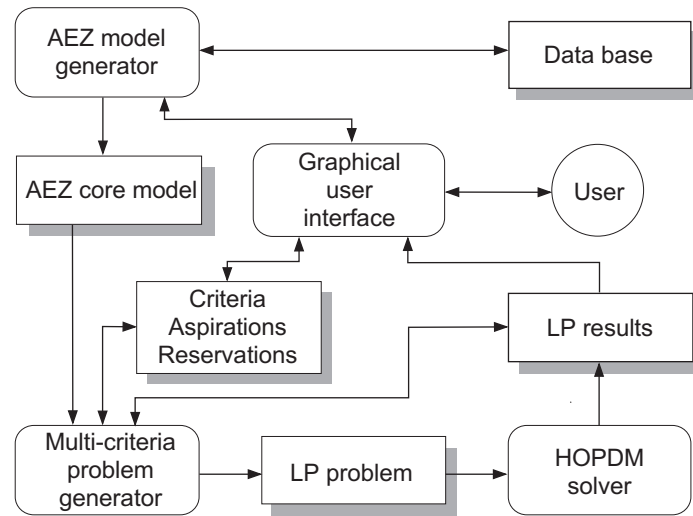 AEZ model
generator
Data base
AEZ core model
Graphical
user
interface
User
Criteria
Aspirations
Reservations
LP results
Multi-criteria
problem
generator
LP problem
HOPDM
solver